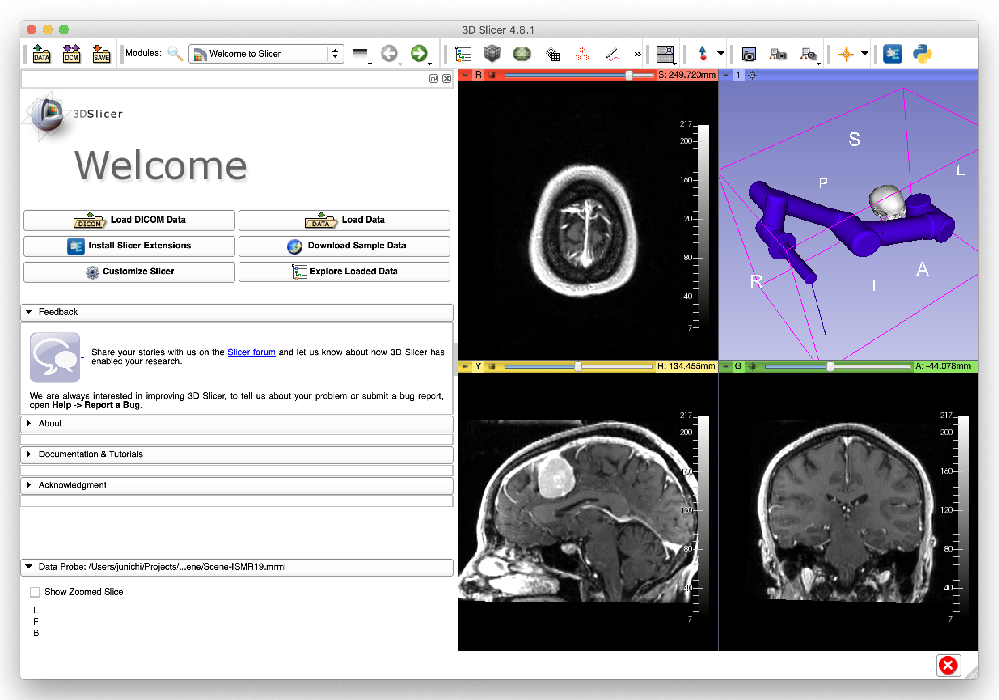 3D Slicer 4.8.1
DATA
DCM
SAVE
Modules:
Welcome to Slicer
»
3DSlicer
Welcome
DICOM Load DICOM Data
DATA Load Data
Install Slicer Extensions
Download Sample Data
Customize Slicer
Explore Loaded Data
Feedback
Share your stories with us on the Slicer forum and let us know about how 3D Slicer has
enabled your research.
We are always interested in improving 3D Slicer, to tell us about your problem or submit a bug report,
open Help -> Report a Bug.
About
Documentation & Tutorials
Acknowledgment
Data Probe: /Users/junichi/Projects/...ene/Scene-ISMR19.mrml
Show Zoomed Slice
L
F
B
R
S: 249.720mm
217
200
160
120
80
40
7
1
S
L
P
R
A
I
Y
R: 134.455mm
217
200
160
120
80
40
7
G
A: -44.078mm
217
200
160
120
80
40
7